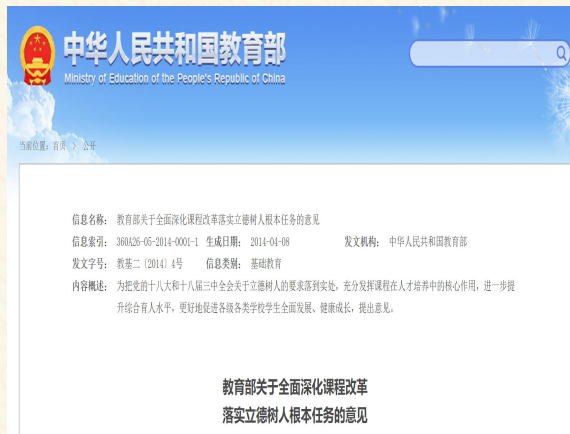 中华人民共和国教育部
Ministry of Education of the People's Republic of China
当前位置: 首页 > 公开
信息名称: 教育部关于全面深化课程改革落实立德树人根本任务的意见
信息索引: 360A26-05-2014-0001-1 生成日期: 2014-04-08 发文机构: 中华人民共和国教育部
发文字号: 教基二〔2014〕4号 信息类别: 基础教育
内容概述: 为把党的十八大和十八届三中全会关于立德树人的要求落到实处，充分发挥课程在人才培养中的核心作用，进一步提
升综合育人水平，更好地促进各级各类学校学生全面发展、健康成长，提出意见。
教育部关于全面深化课程改革
落实立德树人根本任务的意见